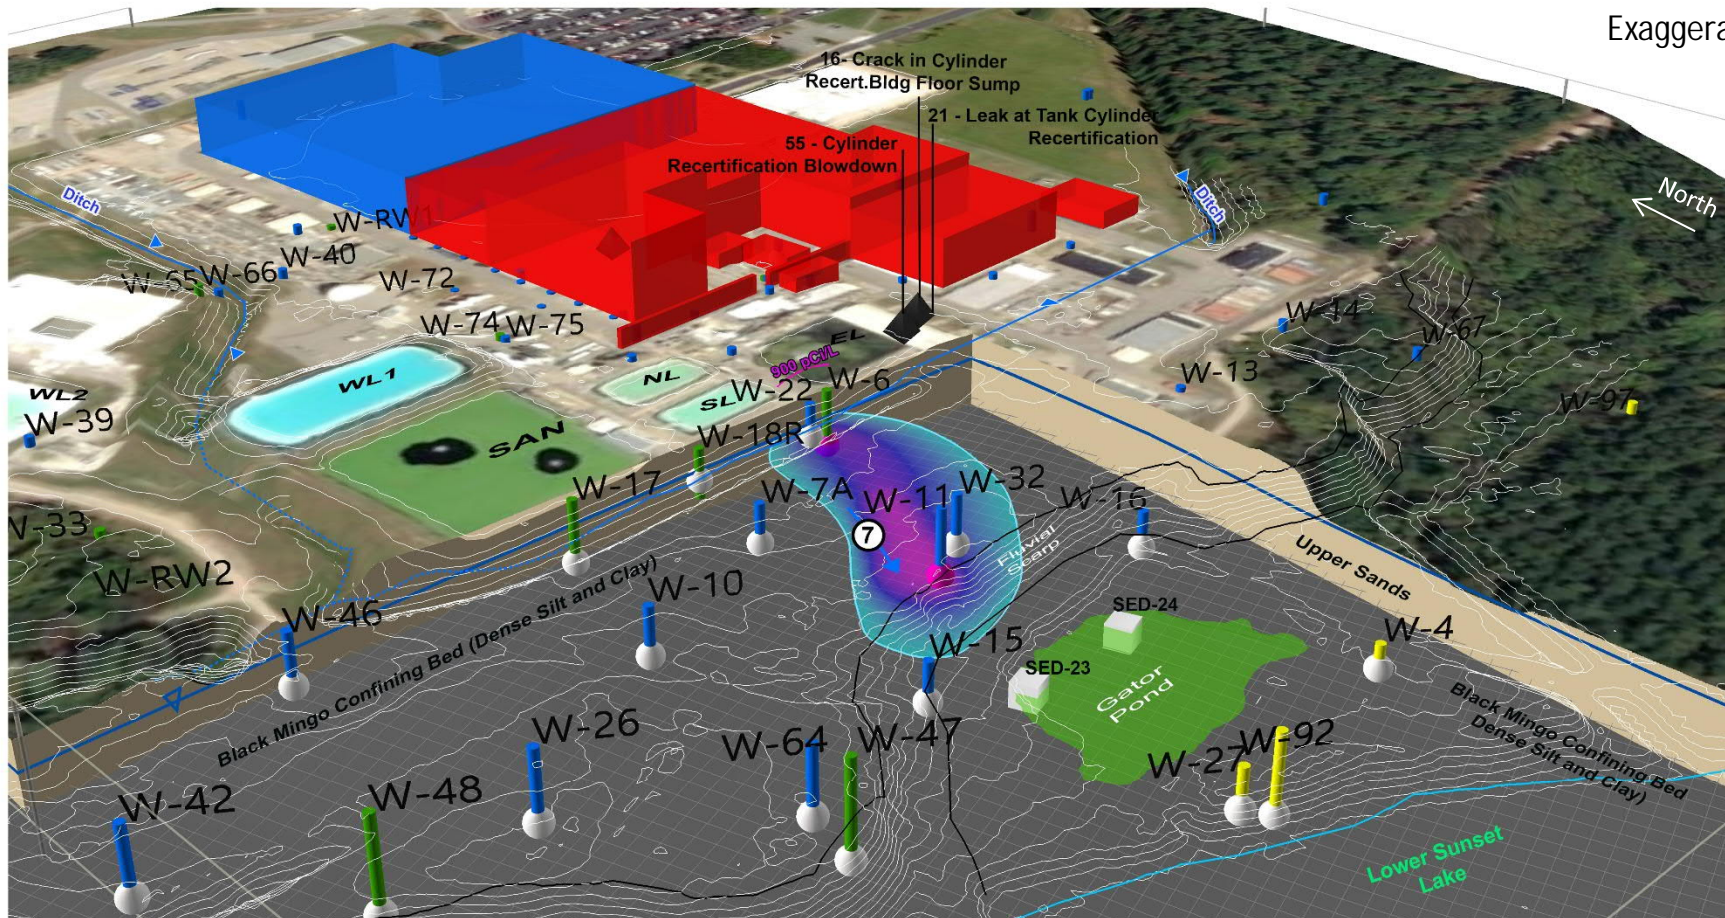 Exaggera
16- Crack in Cylinder
Recert.Bldg Floor Sump
21 - Leak at Tank Cylinder
Recertification
55 - Cylinder
Recertification Blowdown
North
Ditch
Ditch
W-RW1
W-40
W-65
W-66
W-72
W-74
W-75
W-14
W-67
W-13
W-97
EL
900 pCi/L
NL
SL
WL1
WL2
W-39
SAN
W-22
W-6
W-18R
W-17
W-7A
W-11
W-32
W-16
7
Fluvial
Scarp
Upper Sands
W-33
W-RW2
W-46
Black Mingo Confining Bed (Dense Silt and Clay)
W-10
W-15
SED-24
SED-23
Gator
Pond
W-4
Black Mingo Confining Bed
Dense Silt and Clay)
W-26
W-64
W-47
W-27
W-92
W-42
W-48
Lower Sunset
Lake